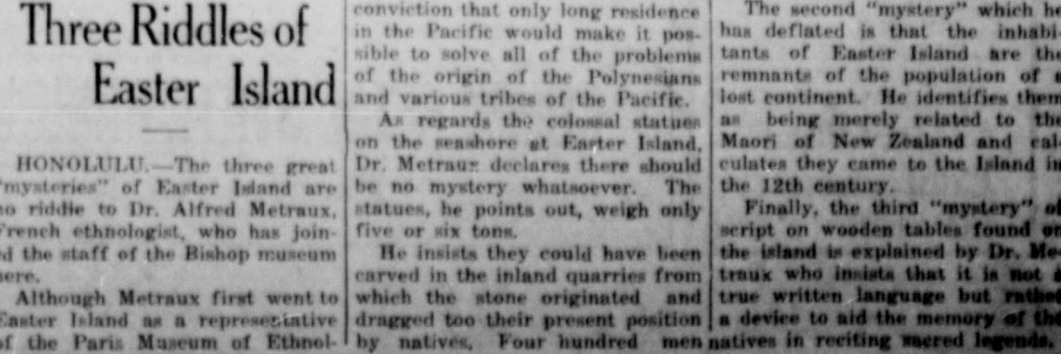 Three Riddles of
Easter Island
HONOLULU.—The three great
"mysteries" of Easter Island are
no riddle to Dr. Alfred Metraux,
French ethnologist, who has join-
ed the staff of the Bishop museum
here.
Although Metraux first went to
Easter Island as a representative
of the Paris Museum of Ethnol-
conviction that only long residence
in the Pacific would make it pos-
sible to solve all of the problems
of the origin of the Polynesians
and various tribes of the Pacific.
As regards the colossal statues
on the seashore at Easter Island,
Dr. Metraux declares there should
be no mystery whatsoever. The
statues, he points out, weigh only
five or six tons.
He insists they could have been
carved in the inland quarries from
which the stone originated and
dragged too their present position
by natives. Four hundred men
The second "mystery" which he
has deflated is that the inhabi-
tants of Easter Island are the
remnants of the population of a
lost continent. He identifies them
as being merely related to the
Maori of New Zealand and cal-
culates they came to the Island in
the 12th century.
Finally, the third "mystery" of
script on wooden tables found on
the island is explained by Dr. Me-
traux who insists that it is not a
true written language but rather
a device to aid the memory of the
natives in reciting sacred legends.